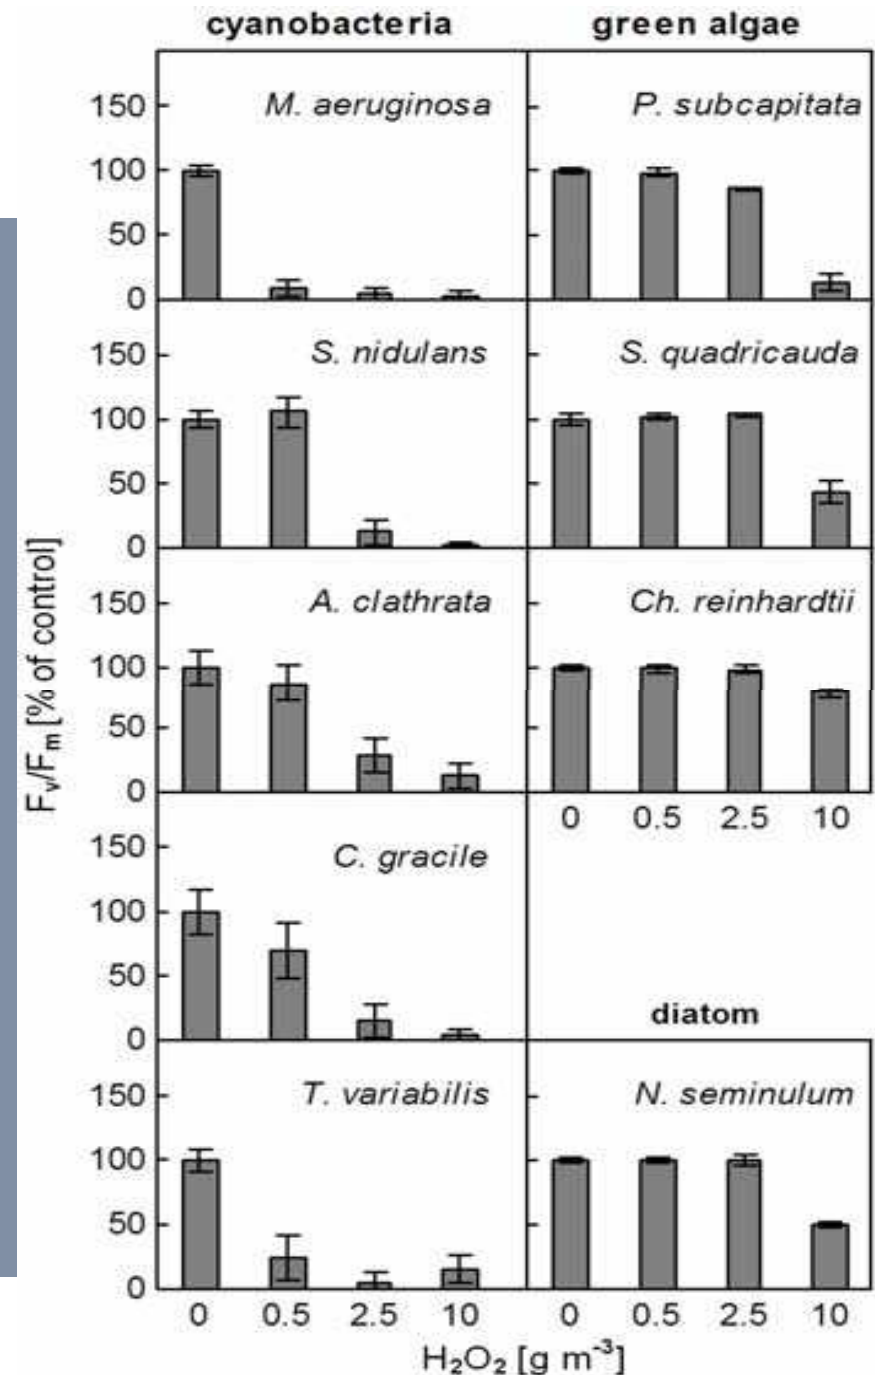 cyanobacteria green algae
M. aeruginosa P. subcapitata
150
100
50
0
S. nidulans S. quadricauda
150
100
50
0
A. clathrata Ch. reinhardtii
150
100
50
0
0 0.5 2.5 10
C. gracile
150
100
50
0
diatom
T. variabilis N. seminulum
150
100
50
0
0 0.5 2.5 10 0 0.5 2.5 10
Fᵥ/Fₘ [% of control]
H₂O₂ [g m⁻³]